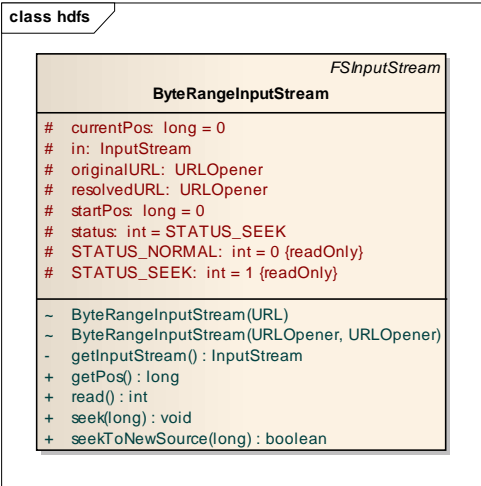 class hdfs
FSInputStream
ByteRangeInputStream
# currentPos: long = 0
# in: InputStream
# originalURL: URLOpener
# resolvedURL: URLOpener
# startPos: long = 0
# status: int = STATUS_SEEK
# STATUS_NORMAL: int = 0 {readOnly}
# STATUS_SEEK: int = 1 {readOnly}
~ ByteRangeInputStream(URL)
~ ByteRangeInputStream(URLOpener, URLOpener)
- getInputStream() : InputStream
+ getPos() : long
+ read() : int
+ seek(long) : void
+ seekToNewSource(long) : boolean